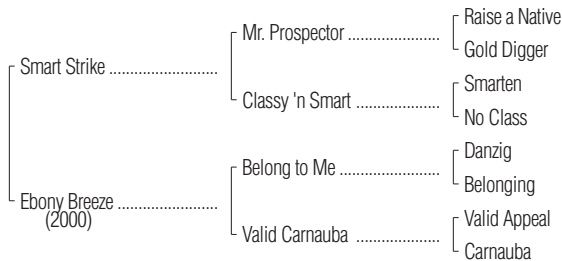 Raise a Native
Mr. Prospector ....................
Gold Digger
Smart Strike ........................
Smarten
Classy 'n Smart ..................
No Class
Danzig
Belong to Me ......................
Belonging
Ebony Breeze ......................
(2000)
Valid Appeal
Valid Carnauba ..................
Carnauba